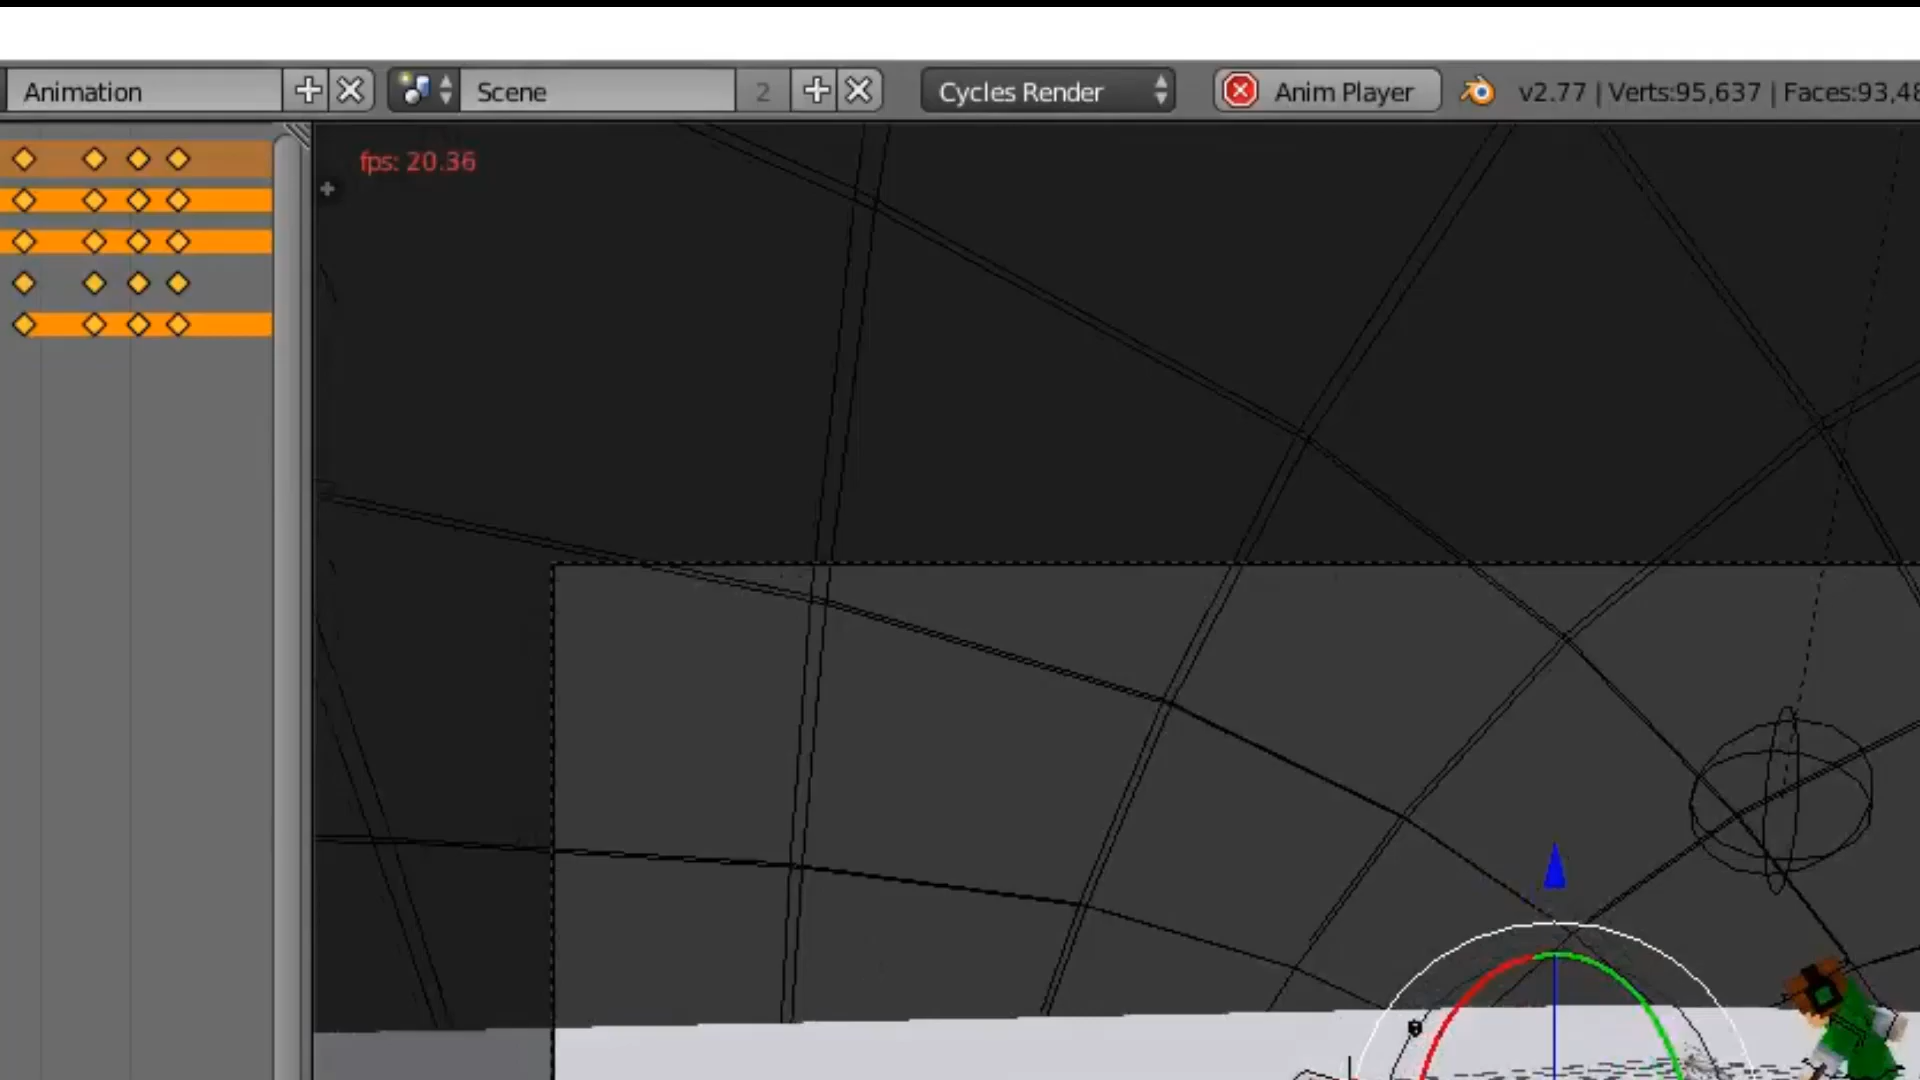 Animation Scene 2 Cycles Render Anim Player v2.77 | Verts:95,637 | Faces:93,48
fps: 20.36